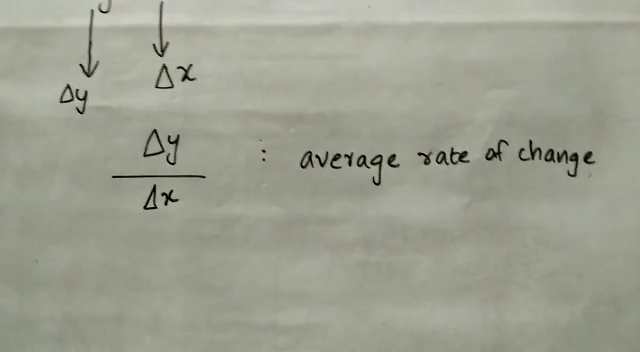 Δy Δx
Δy
Δx
: average rate of change